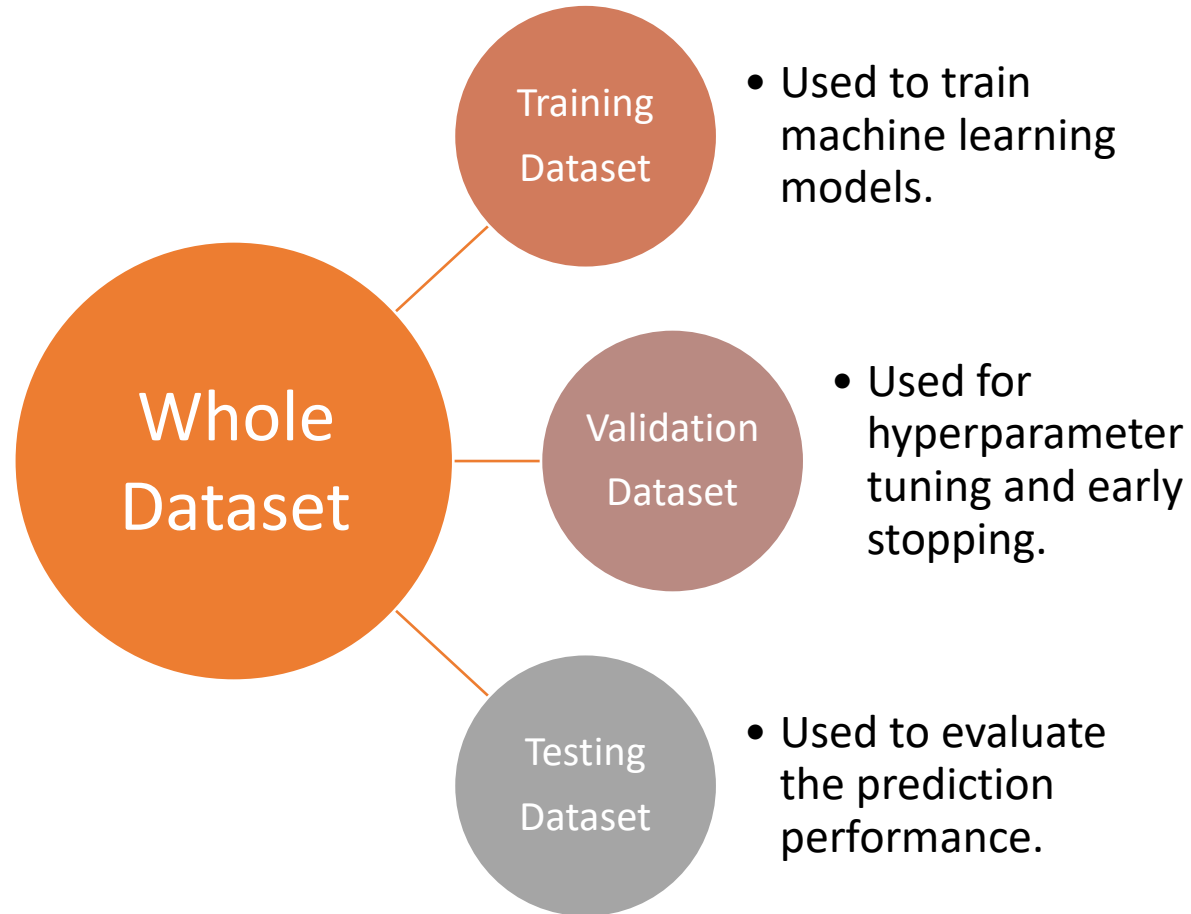 Training
Dataset
• Used to train
machine learning
models.
Whole
Dataset
Validation
Dataset
• Used for
hyperparameter
tuning and early
stopping.
Testing
Dataset
• Used to evaluate
the prediction
performance.